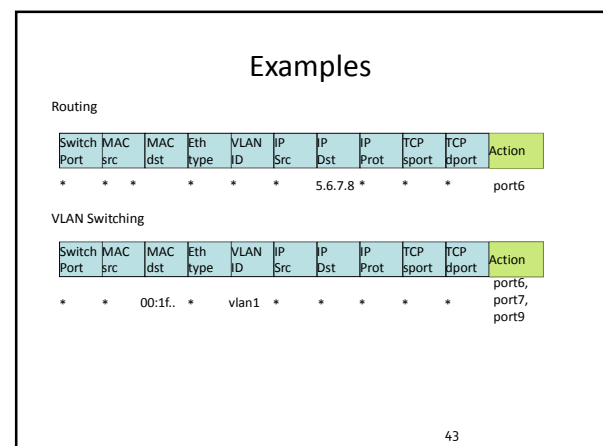 Examples
Routing
Switch Port MAC src MAC dst Eth type VLAN ID IP Src IP Dst IP Prot TCP sport TCP dport Action
* * * * * * 5.6.7.8 * * * port6
VLAN Switching
Switch Port MAC src MAC dst Eth type VLAN ID IP Src IP Dst IP Prot TCP sport TCP dport Action
* * 00:1f.. * vlan1 * * * * * port6, port7, port9
43